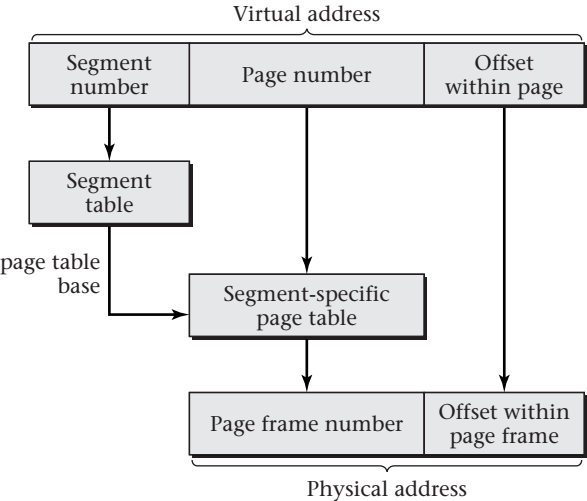 Virtual address
Segment
number
Page number
Offset
within page
Segment
table
page table
base
Segment-specific
page table
Page frame number
Offset within
page frame
Physical address